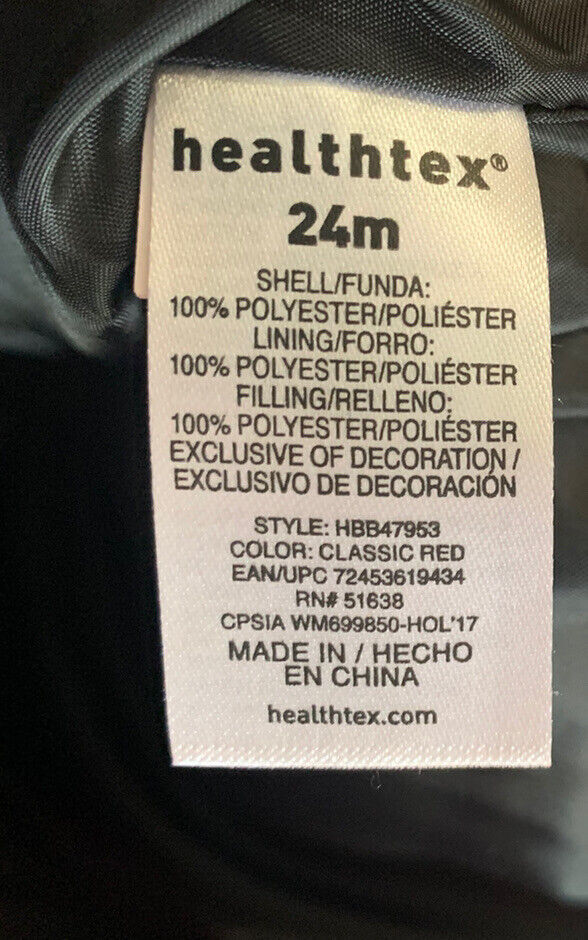 healthtex®
24m
SHELL/FUNDA:
100% POLYESTER/POLIÉSTER
LINING/FORRO:
100% POLYESTER/POLIÉSTER
FILLING/RELLENO:
100% POLYESTER/POLIÉSTER
EXCLUSIVE OF DECORATION /
EXCLUSIVO DE DECORACIÓN
STYLE: HBB47953
COLOR: CLASSIC RED
EAN/UPC 72453619434
RN# 51638
CPSIA WM699850-HOL'17
MADE IN / HECHO
EN CHINA
healthtex.com